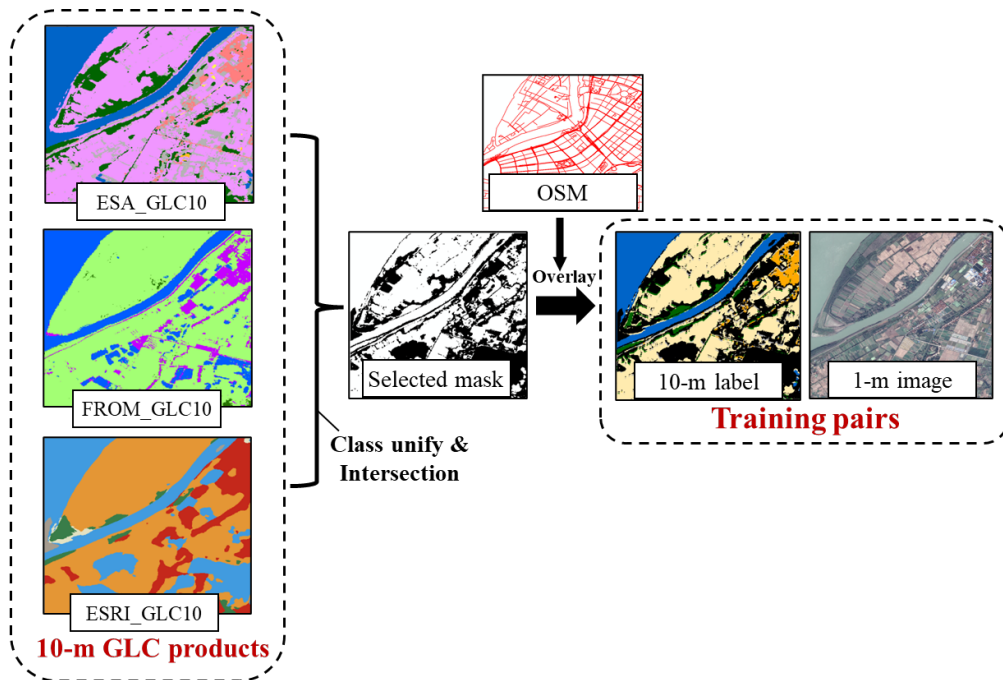 ESA_GLC10
FROM_GLC10
ESRI_GLC10
10-m GLC products
Class unify &
Intersection
Selected mask
OSM
Overlay
10-m label
1-m image
Training pairs